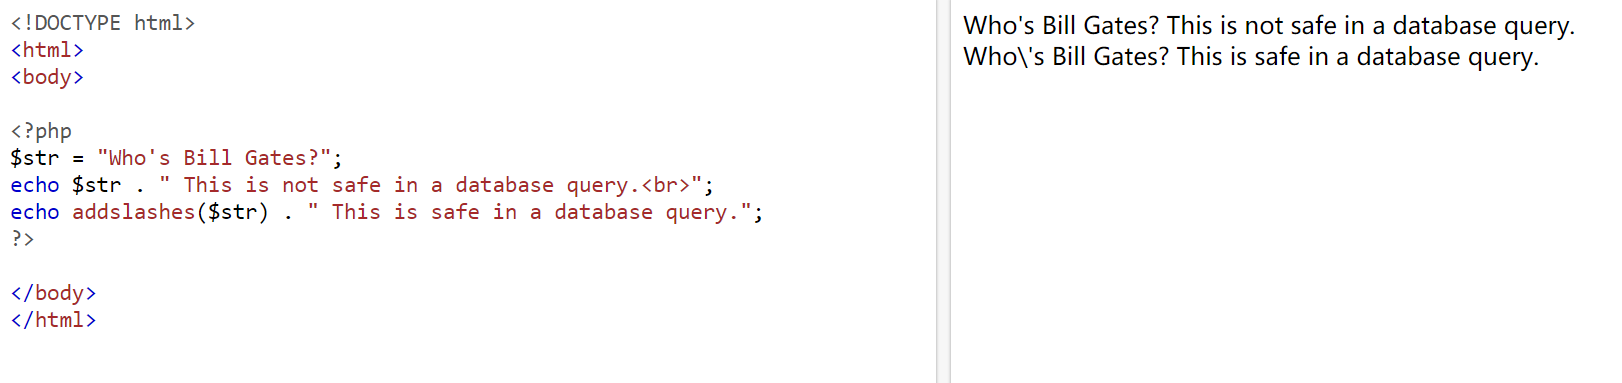 <!DOCTYPE html>
<html>
<body>
<?php
$str = "Who's Bill Gates?";
echo $str . " This is not safe in a database query.<br>";
echo addslashes($str) . " This is safe in a database query.";
?>
</body>
</html>
Who's Bill Gates? This is not safe in a database query.
Who\'s Bill Gates? This is safe in a database query.